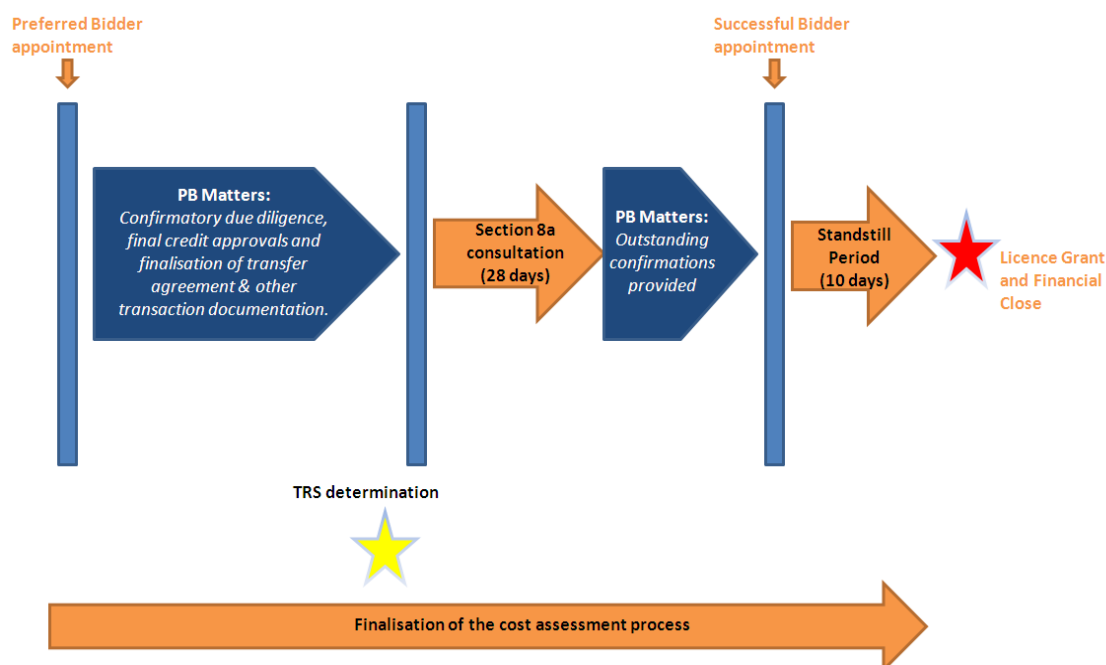 Preferred Bidder
appointment
Successful Bidder
appointment
PB Matters:
Confirmatory due diligence,
final credit approvals and
finalisation of transfer
agreement & other
transaction documentation.
Section 8a
consultation
(28 days)
PB Matters:
Outstanding
confirmations
provided
Standstill
Period
(10 days)
Licence Grant
and Financial
Close
TRS determination
Finalisation of the cost assessment process